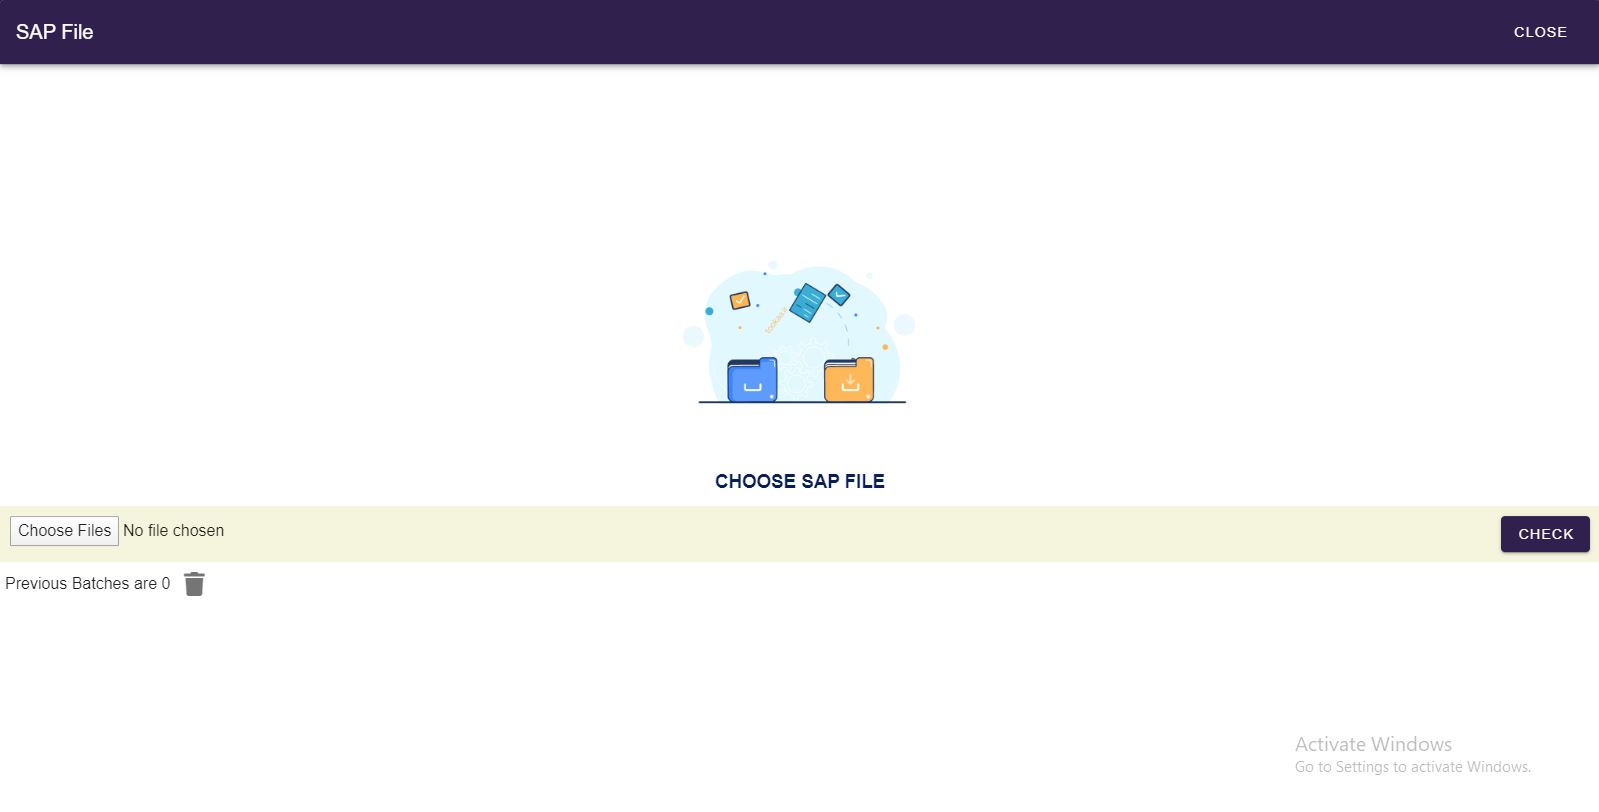 SAP File
CLOSE
CHOOSE SAP FILE
Choose Files No file chosen
CHECK
Previous Batches are 0
Activate Windows
Go to Settings to activate Windows.